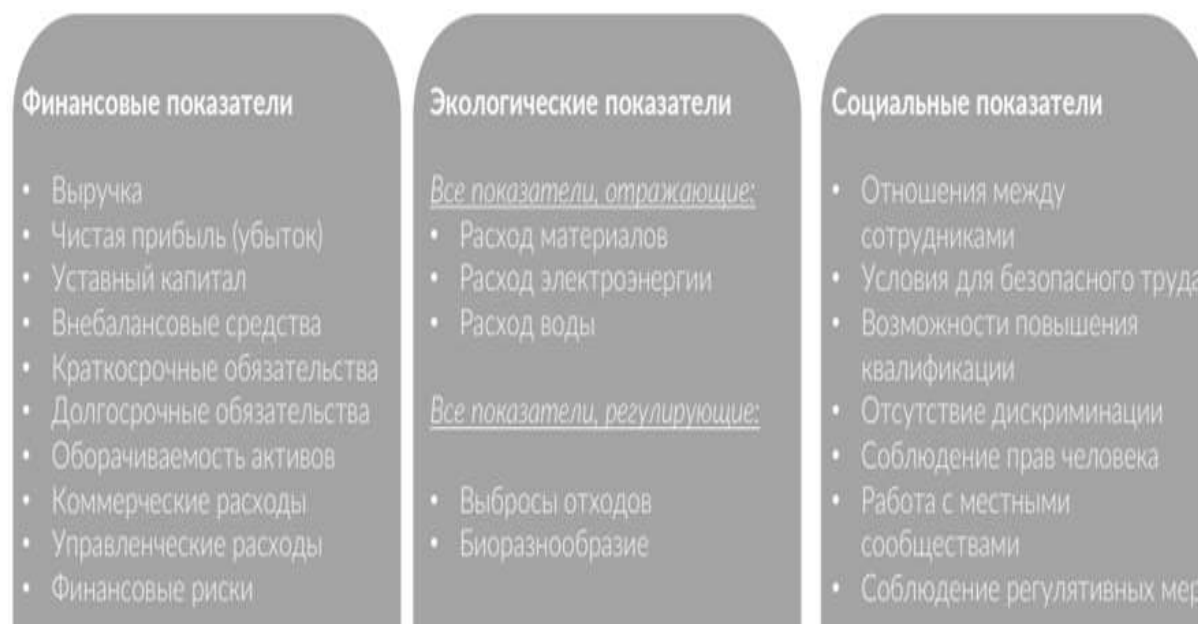 Финансовые показатели
• Выручка
• Чистая прибыль (убыток)
• Уставный капитал
• Внебалансовые средства
• Краткосрочные обязательства
• Долгосрочные обязательства
• Оборачиваемость активов
• Коммерческие расходы
• Управленческие расходы
• Финансовые риски
Экологические показатели
Все показатели, отражающие:
• Расход материалов
• Расход электроэнергии
• Расход воды
Все показатели, регулирующие:
• Выбросы отходов
• Биоразнообразие
Социальные показатели
• Отношения между
сотрудниками
• Условия для безопасного труда
• Возможности повышения
квалификации
• Отсутствие дискриминации
• Соблюдение прав человека
• Работа с местными
сообществами
• Соблюдение регулятивных мер